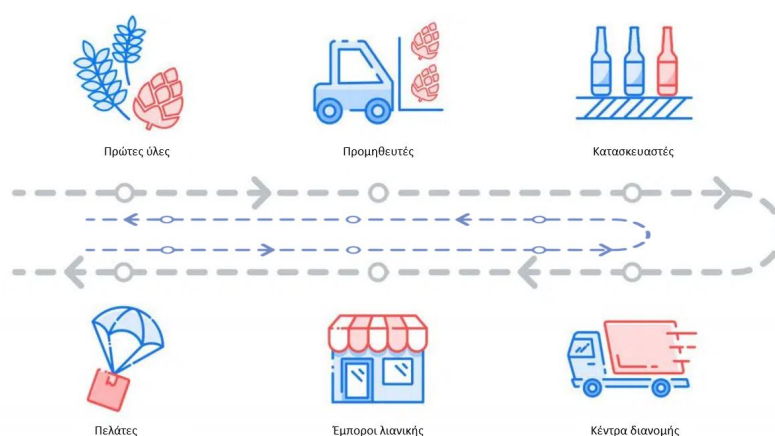 Πρώτες ύλες
Προμηθευτές
Κατασκευαστές
Πελάτες
Έμποροι λιανικής
Κέντρα διανομής